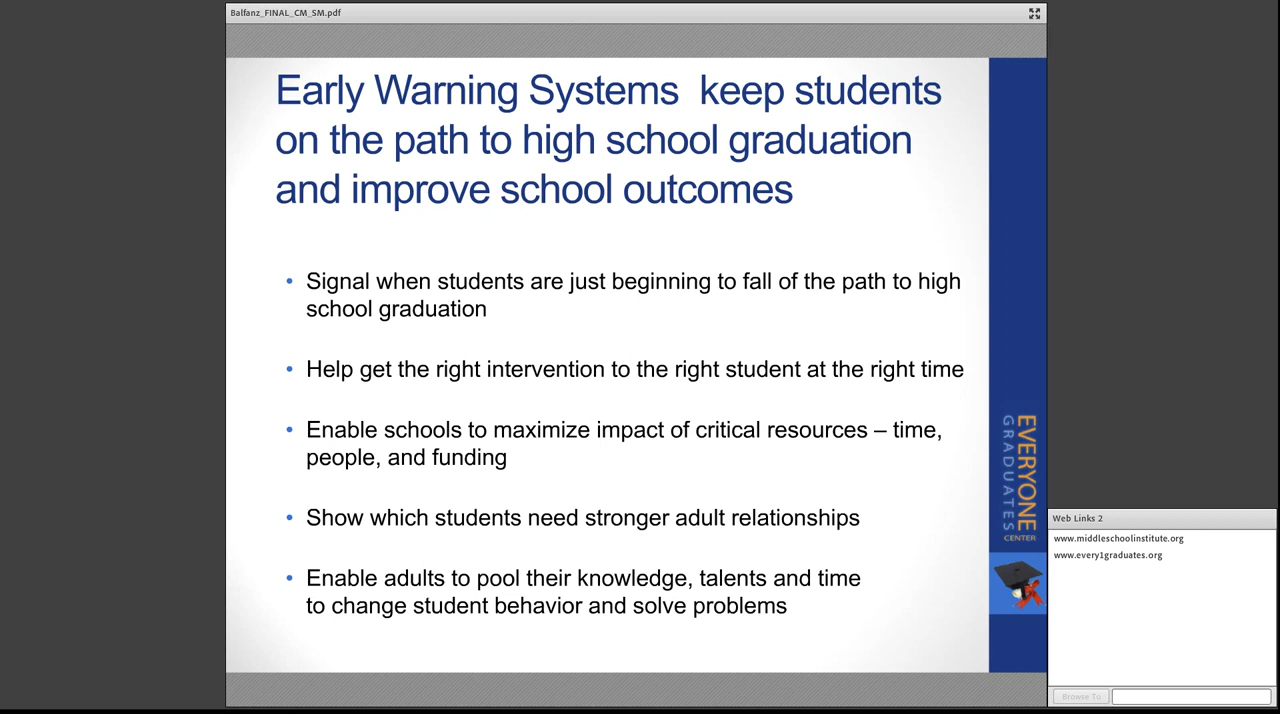 Balfanz_FINAL_CM_SM.pdf
Early Warning Systems keep students
on the path to high school graduation
and improve school outcomes
• Signal when students are just beginning to fall of the path to high
school graduation
• Help get the right intervention to the right student at the right time
• Enable schools to maximize impact of critical resources – time,
people, and funding
• Show which students need stronger adult relationships
• Enable adults to pool their knowledge, talents and time
to change student behavior and solve problems
EVERYONE
GRADUATES
CENTER
Web Links 2
www.middleschoolinstitute.org
www.every1graduates.org
Browse To